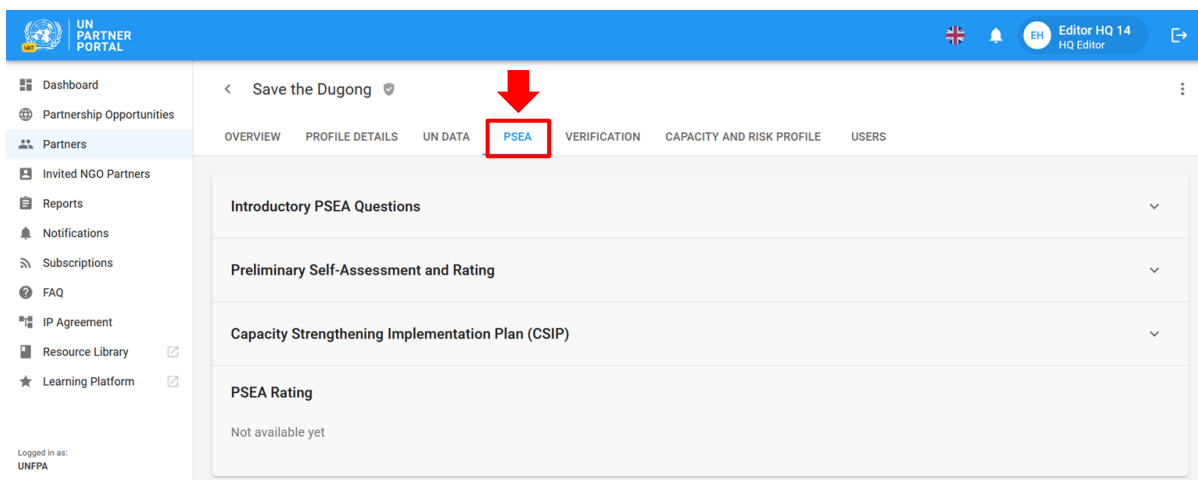 UN
PARTNER
PORTAL
UAT
EH
Editor HQ 14
HQ Editor
Dashboard
Partnership Opportunities
Partners
Invited NGO Partners
Reports
Notifications
Subscriptions
FAQ
IP Agreement
Resource Library
Learning Platform
Logged in as:
UNFPA
Save the Dugong
OVERVIEW PROFILE DETAILS UN DATA PSEA VERIFICATION CAPACITY AND RISK PROFILE USERS
Introductory PSEA Questions
Preliminary Self-Assessment and Rating
Capacity Strengthening Implementation Plan (CSIP)
PSEA Rating
Not available yet